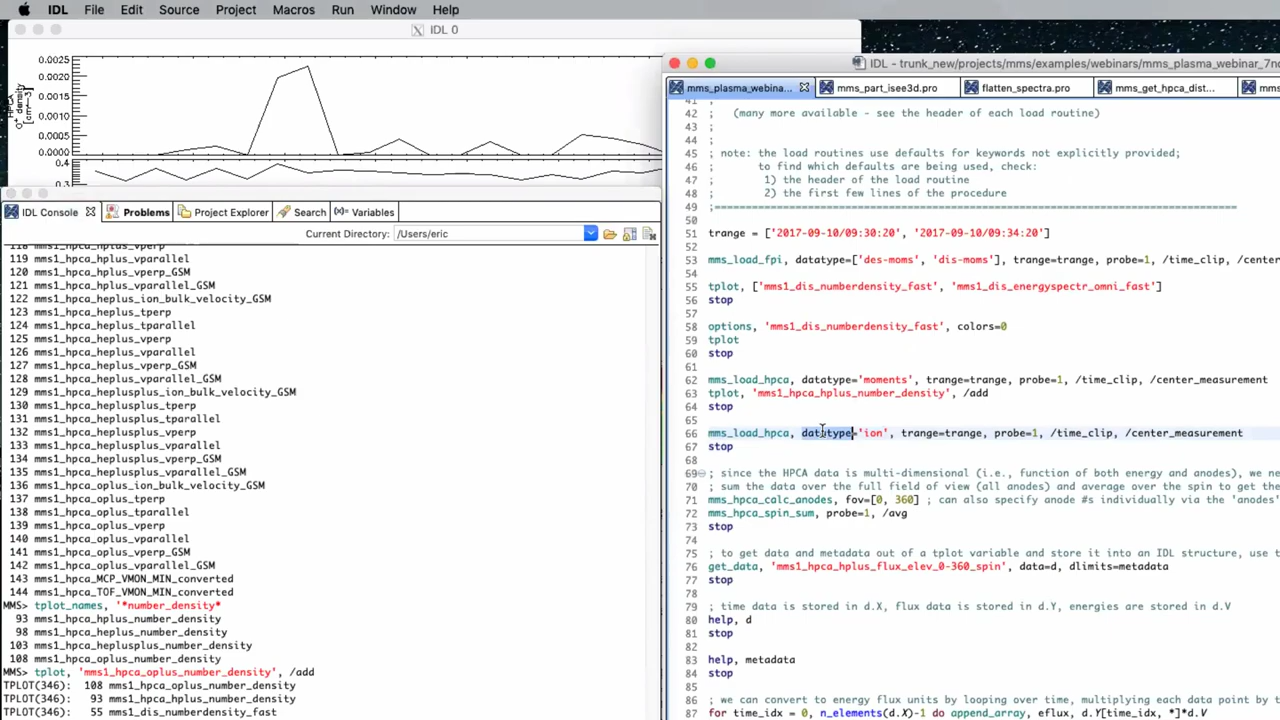 IDL File Edit Source Project Macros Run Window Help
IDL 0
0.0025
0.0020
0.0015
0.0010
0.0005
0.0000
0.4
0.3
HPCA
O+ density
[cm^-3]
IDL - trunk_new/projects/mms/examples/webinars/mms_plasma_webinar_7no
mms_plasma_webina... mms_part_isee3d.pro flatten_spectra.pro mms_get_hpca_dist... mms
IDL Console Problems Project Explorer Search (x)= Variables
Current Directory: /Users/eric
118 mms1_hpca_hplus_vperp
119 mms1_hpca_hplus_vparallel
120 mms1_hpca_hplus_vperp_GSM
121 mms1_hpca_hplus_vparallel_GSM
122 mms1_hpca_heplus_ion_bulk_velocity_GSM
123 mms1_hpca_heplus_tperp
124 mms1_hpca_heplus_tparallel
125 mms1_hpca_heplus_vperp
126 mms1_hpca_heplus_vparallel
127 mms1_hpca_heplus_vperp_GSM
128 mms1_hpca_heplus_vparallel_GSM
129 mms1_hpca_heplusplus_ion_bulk_velocity_GSM
130 mms1_hpca_heplusplus_tperp
131 mms1_hpca_heplusplus_tparallel
132 mms1_hpca_heplusplus_vperp
133 mms1_hpca_heplusplus_vparallel
134 mms1_hpca_heplusplus_vperp_GSM
135 mms1_hpca_heplusplus_vparallel_GSM
136 mms1_hpca_oplus_ion_bulk_velocity_GSM
137 mms1_hpca_oplus_tperp
138 mms1_hpca_oplus_tparallel
139 mms1_hpca_oplus_vperp
140 mms1_hpca_oplus_vparallel
141 mms1_hpca_oplus_vperp_GSM
142 mms1_hpca_oplus_vparallel_GSM
143 mms1_hpca_MCP_VMON_MIN_converted
144 mms1_hpca_TOF_VMON_MIN_converted
MMS> tplot_names, '*number_density*
93 mms1_hpca_hplus_number_density
98 mms1_hpca_heplus_number_density
103 mms1_hpca_heplusplus_number_density
108 mms1_hpca_oplus_number_density
MMS> tplot, 'mms1_hpca_oplus_number_density', /add
TPLOT(346): 108 mms1_hpca_oplus_number_density
TPLOT(346): 93 mms1_hpca_hplus_number_density
TPLOT(346): 55 mms1_dis_numberdensity_fast
41 ;
42 ; (many more available - see the header of each load routine)
43 ;
44 ;
45 ; note: the load routines use defaults for keywords not explicitly provided;
46 ; to find which defaults are being used, check:
47 ; 1) the header of the load routine
48 ; 2) the first few lines of the procedure
49 ;==============================================================================
50
51 trange = ['2017-09-10/09:30:20', '2017-09-10/09:34:20']
52
53 mms_load_fpi, datatype=['des-moms', 'dis-moms'], trange=trange, probe=1, /time_clip, /center
54
55 tplot, ['mms1_dis_numberdensity_fast', 'mms1_dis_energyspectr_omni_fast']
56 stop
57
58 options, 'mms1_dis_numberdensity_fast', colors=0
59 tplot
60 stop
61
62 mms_load_hpca, datatype='moments', trange=trange, probe=1, /time_clip, /center_measurement
63 tplot, 'mms1_hpca_hplus_number_density', /add
64 stop
65
66 mms_load_hpca, datatype='ion', trange=trange, probe=1, /time_clip, /center_measurement
67 stop
68
69 ; since the HPCA data is multi-dimensional (i.e., function of both energy and anodes), we ne
70 ; sum the data over the full field of view (all anodes) and average over the spin to get the
71 mms_hpca_calc_anodes, fov=[0, 360] ; can also specify anode #s individually via the 'anodes'
72 mms_hpca_spin_sum, probe=1, /avg
73 stop
74
75 ; to get data and metadata out of a tplot variable and store it into an IDL structure, use t
76 get_data, 'mms1_hpca_hplus_flux_elev_0-360_spin', data=d, dlimits=metadata
77 stop
78
79 ; time data is stored in d.X, flux data is stored in d.Y, energies are stored in d.V
80 help, d
81 stop
82
83 help, metadata
84 stop
85
86 ; we can convert to energy flux units by looping over time, multiplying each data point by t
87 for time_idx = 0, n_elements(d.X)-1 do append_array, eflux, d.Y[time_idx, *]*d.V